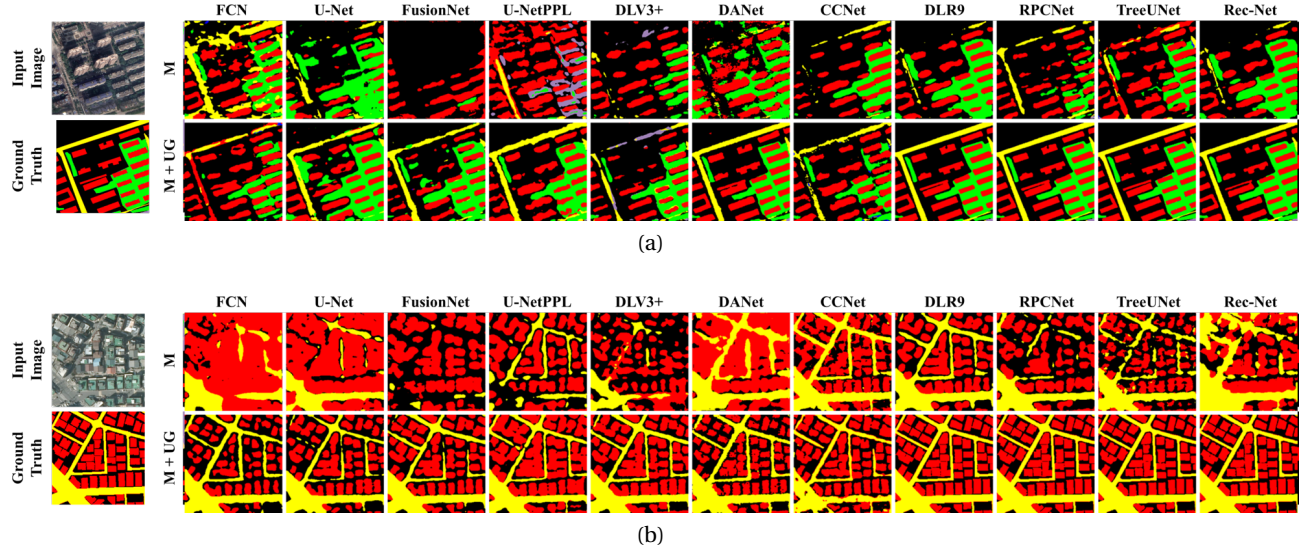 FCN U-Net FusionNet U-NetPPL DLV3+ DANet CCNet DLR9 RPCNet TreeUNet Rec-Net
Input
Image
M
Ground
Truth
M + UG
(a)
FCN U-Net FusionNet U-NetPPL DLV3+ DANet CCNet DLR9 RPCNet TreeUNet Rec-Net
Input
Image
M
Ground
Truth
M + UG
(b)